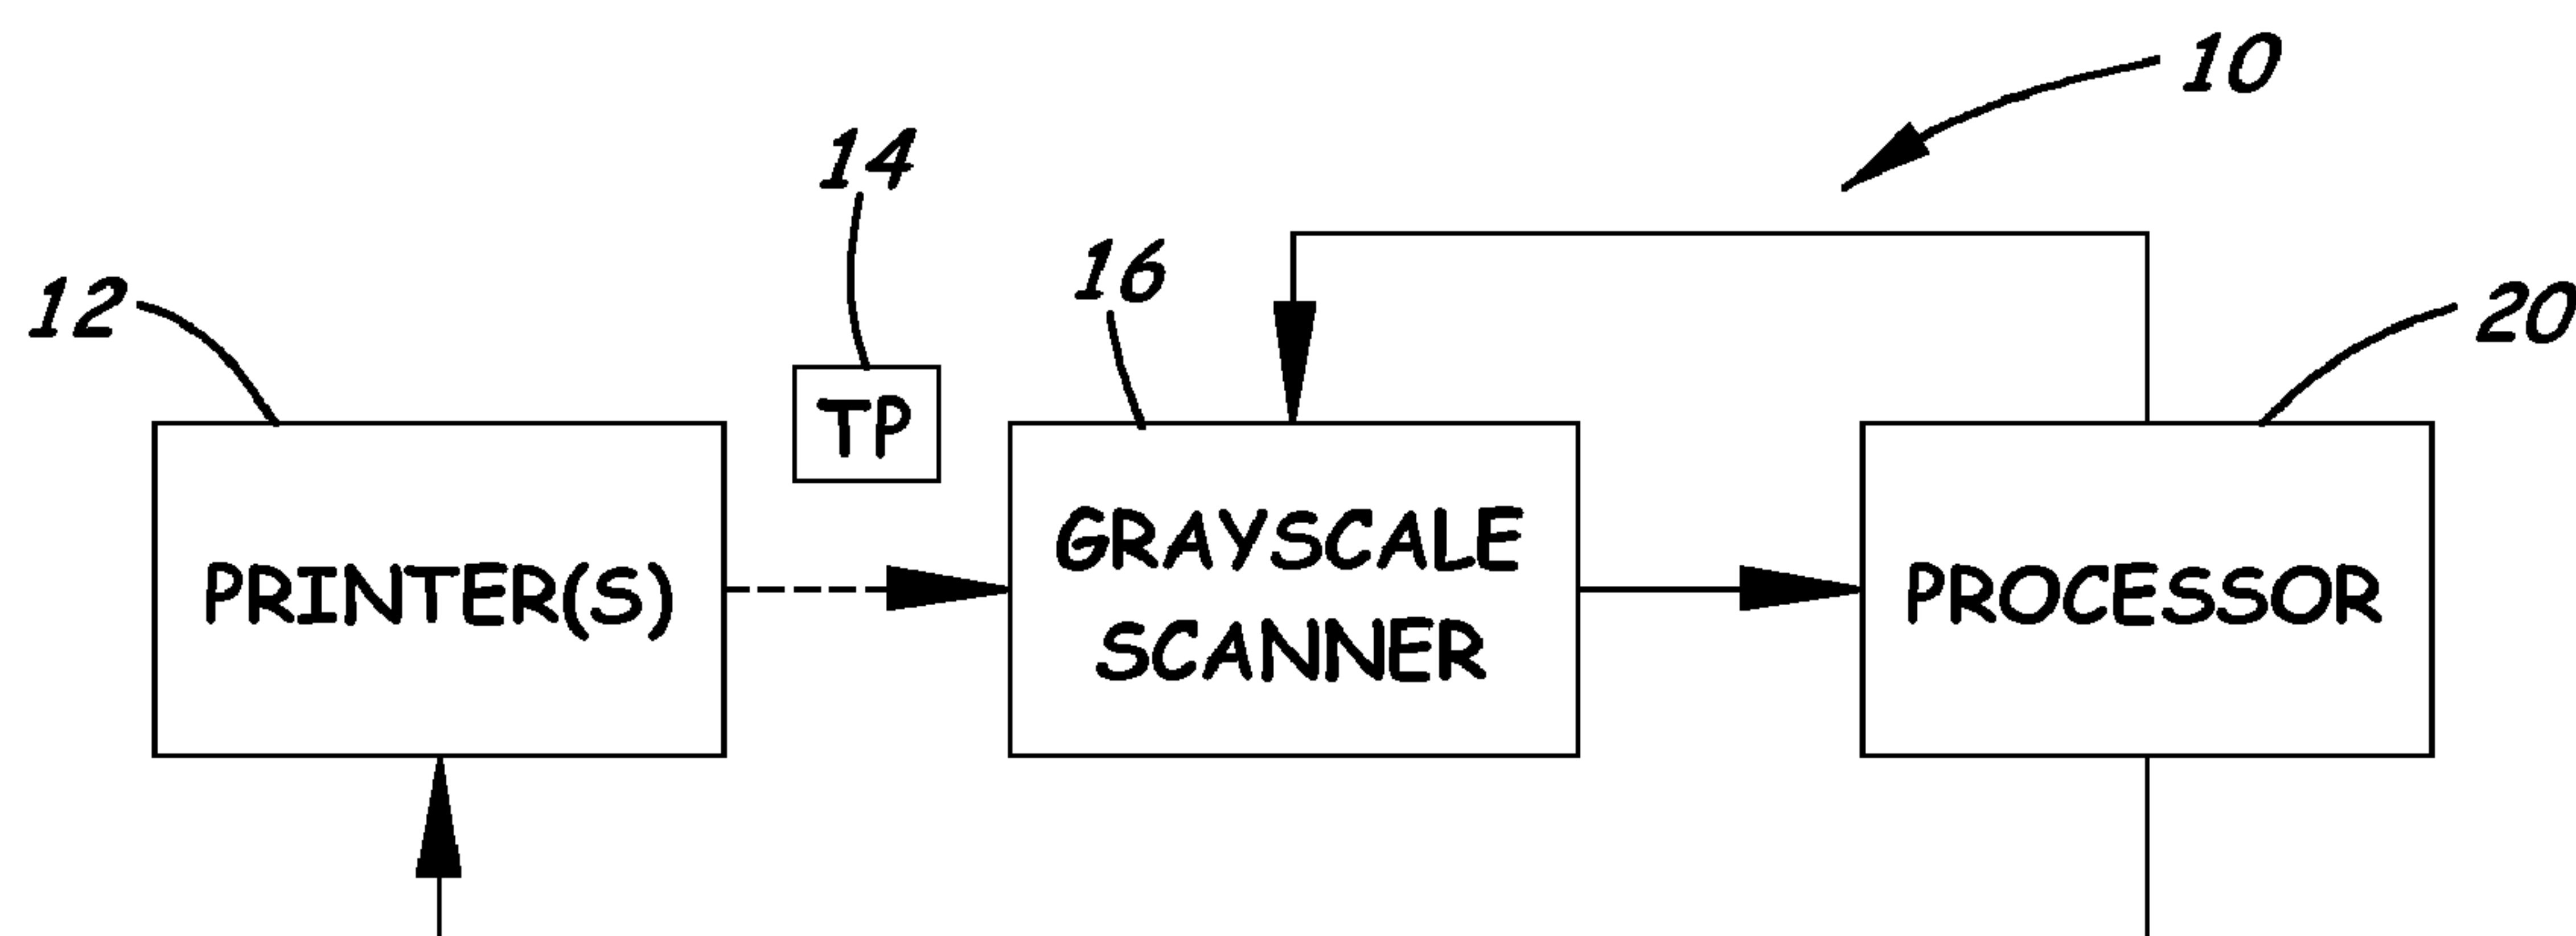 10
14
16
12
20
TP
PRINTER(S)
GRAYSCALE
SCANNER
PROCESSOR